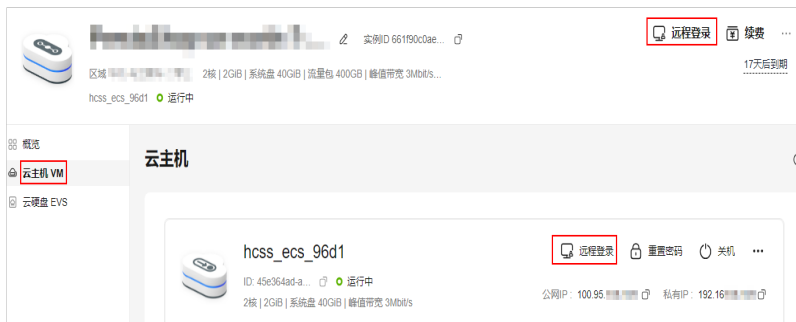 实例ID 661f90c0ae...
远程登录 续费 ...
区域 2核 | 2GiB | 系统盘 40GiB | 流量包 400GB | 峰值带宽 3Mbit/s...
17天后到期
hcss_ecs_96d1 运行中
概览
云主机 VM
云硬盘 EVS
云主机
hcss_ecs_96d1
远程登录 重置密码 关机 ...
ID: 45e364ad-a... 运行中
2核 | 2GiB | 系统盘 40GiB | 峰值带宽 3Mbit/s
公网IP : 100.95. 私有IP : 192.16